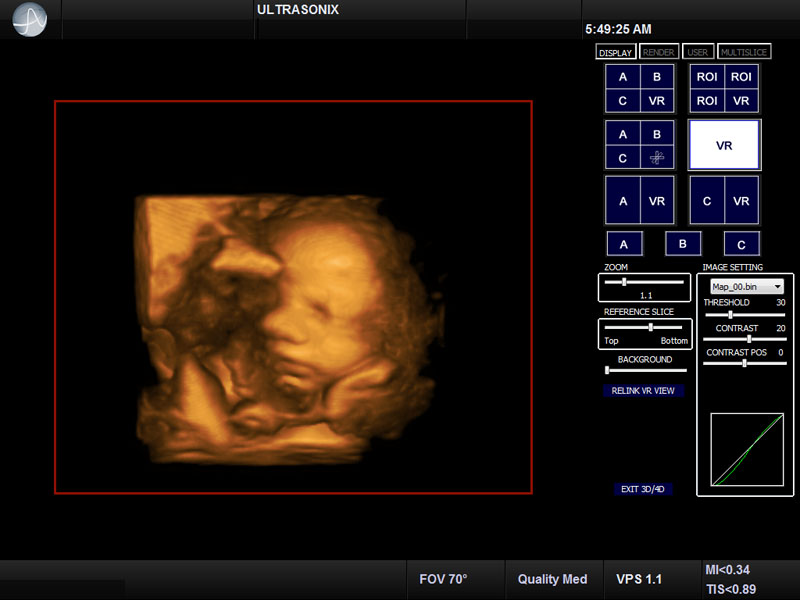 ULTRASONIX
5:49:25 AM
DISPLAY RENDER USER MULTISLICE
A B ROI ROI
C VR ROI VR
A B VR
C
A VR C VR
A B C
ZOOM IMAGE SETTING
1.1 Map_00.bin
THRESHOLD 30
REFERENCE SLICE
CONTRAST 20
Top Bottom
CONTRAST POS 0
BACKGROUND
RELINK VR VIEW
EXIT 3D/4D
FOV 70° Quality Med VPS 1.1
MI<0.34
TIS<0.89